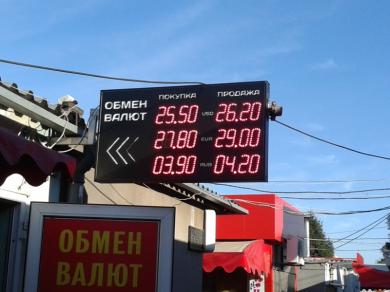 ПОКУПКА ПРОДАЖА
ОБМЕН ВАЛЮТ
25.50 USD 26.20
27.80 EUR 29.00
03.90 RUB 04.20
ОБМЕН
ВАЛЮТ